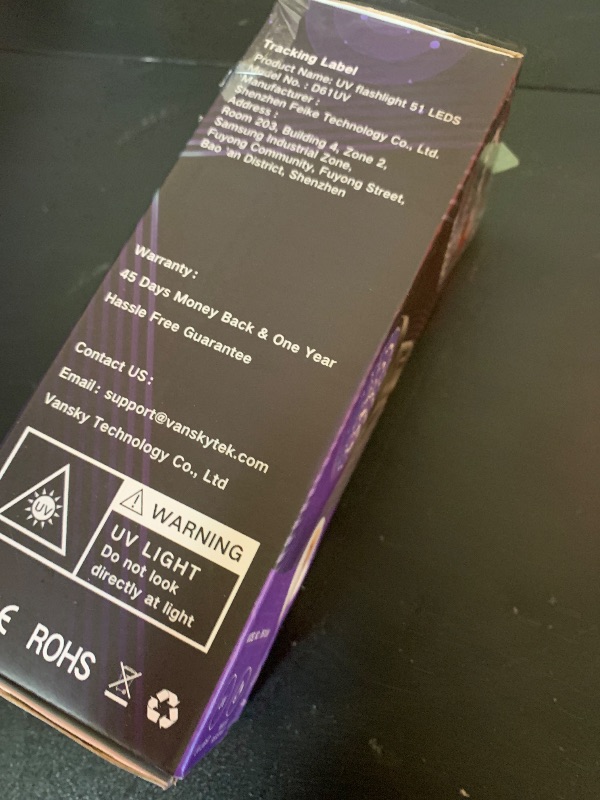 Tracking Label
Product Name: UV flashlight 51 LEDS
Model No.: D61UV
Manufacturer:
Shenzhen Feike Technology Co., Ltd.
Address:
Room 203, Building 4, Zone 2,
Samsung Industrial Zone,
Fuyong Community, Fuyong Street,
Bao 'an District, Shenzhen
Warranty:
45 Days Money Back & One Year
Hassle Free Guarantee
Contact US:
Email: support@vanskytek.com
Vansky Technology Co., Ltd
UV
WARNING
UV LIGHT
Do not look
directly at light
CE ROHS